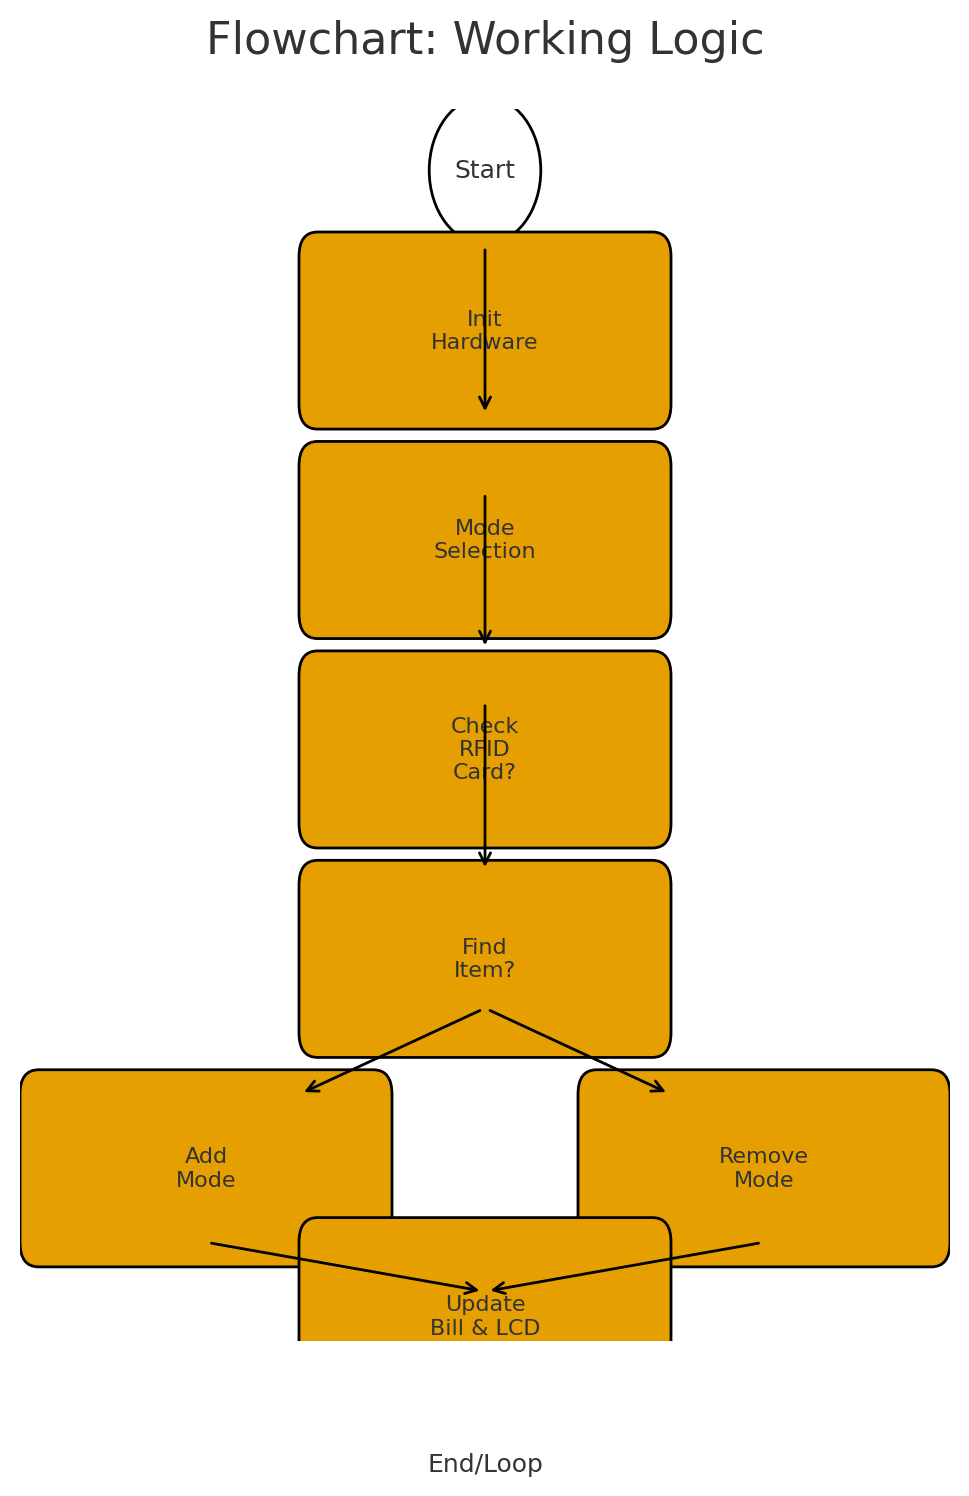 Flowchart: Working Logic
Start
Init
Hardware
Mode
Selection
Check
RFID
Card?
Find
Item?
Add
Mode
Remove
Mode
Update
Bill & LCD
End/Loop